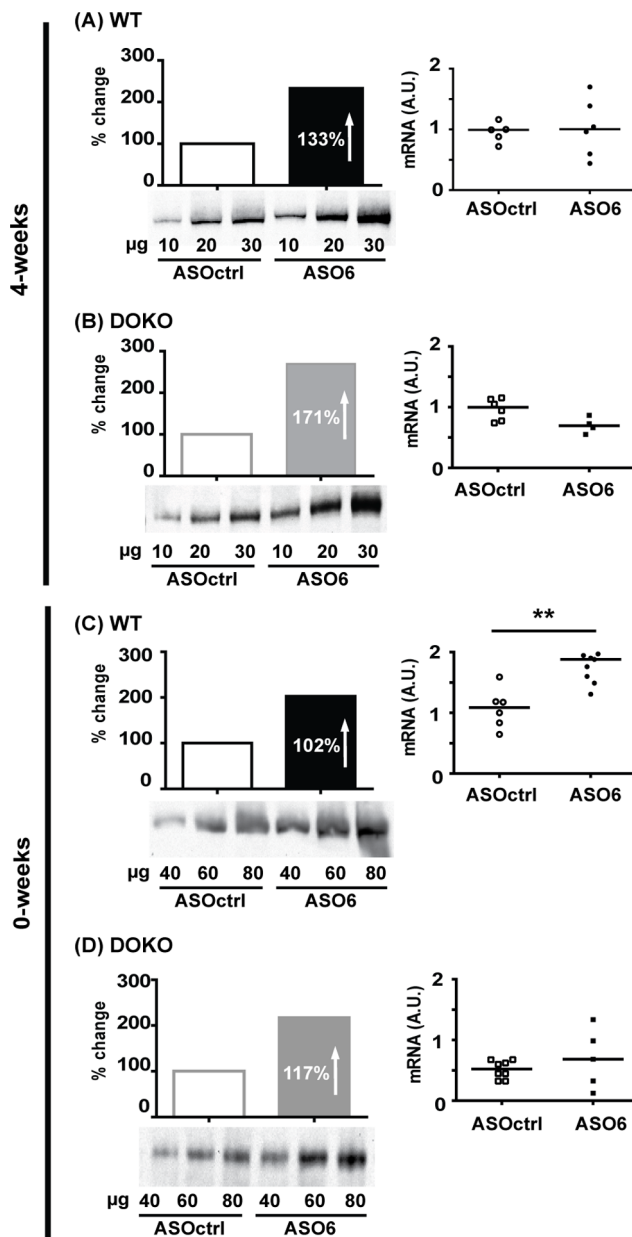 (A) WT
4-weeks
% change
300
200
100
0
133%
µg 10 20 30 10 20 30
ASOctrl ASO6
mRNA (A.U.)
2
1
0
ASOctrl ASO6
(B) DOKO
% change
300
200
100
0
171%
µg 10 20 30 10 20 30
ASOctrl ASO6
mRNA (A.U.)
2
1
0
ASOctrl ASO6
(C) WT
0-weeks
% change
300
200
100
0
102%
µg 40 60 80 40 60 80
ASOctrl ASO6
**
mRNA (A.U.)
2
1
0
ASOctrl ASO6
(D) DOKO
% change
300
200
100
0
117%
µg 40 60 80 40 60 80
ASOctrl ASO6
mRNA (A.U.)
2
1
0
ASOctrl ASO6